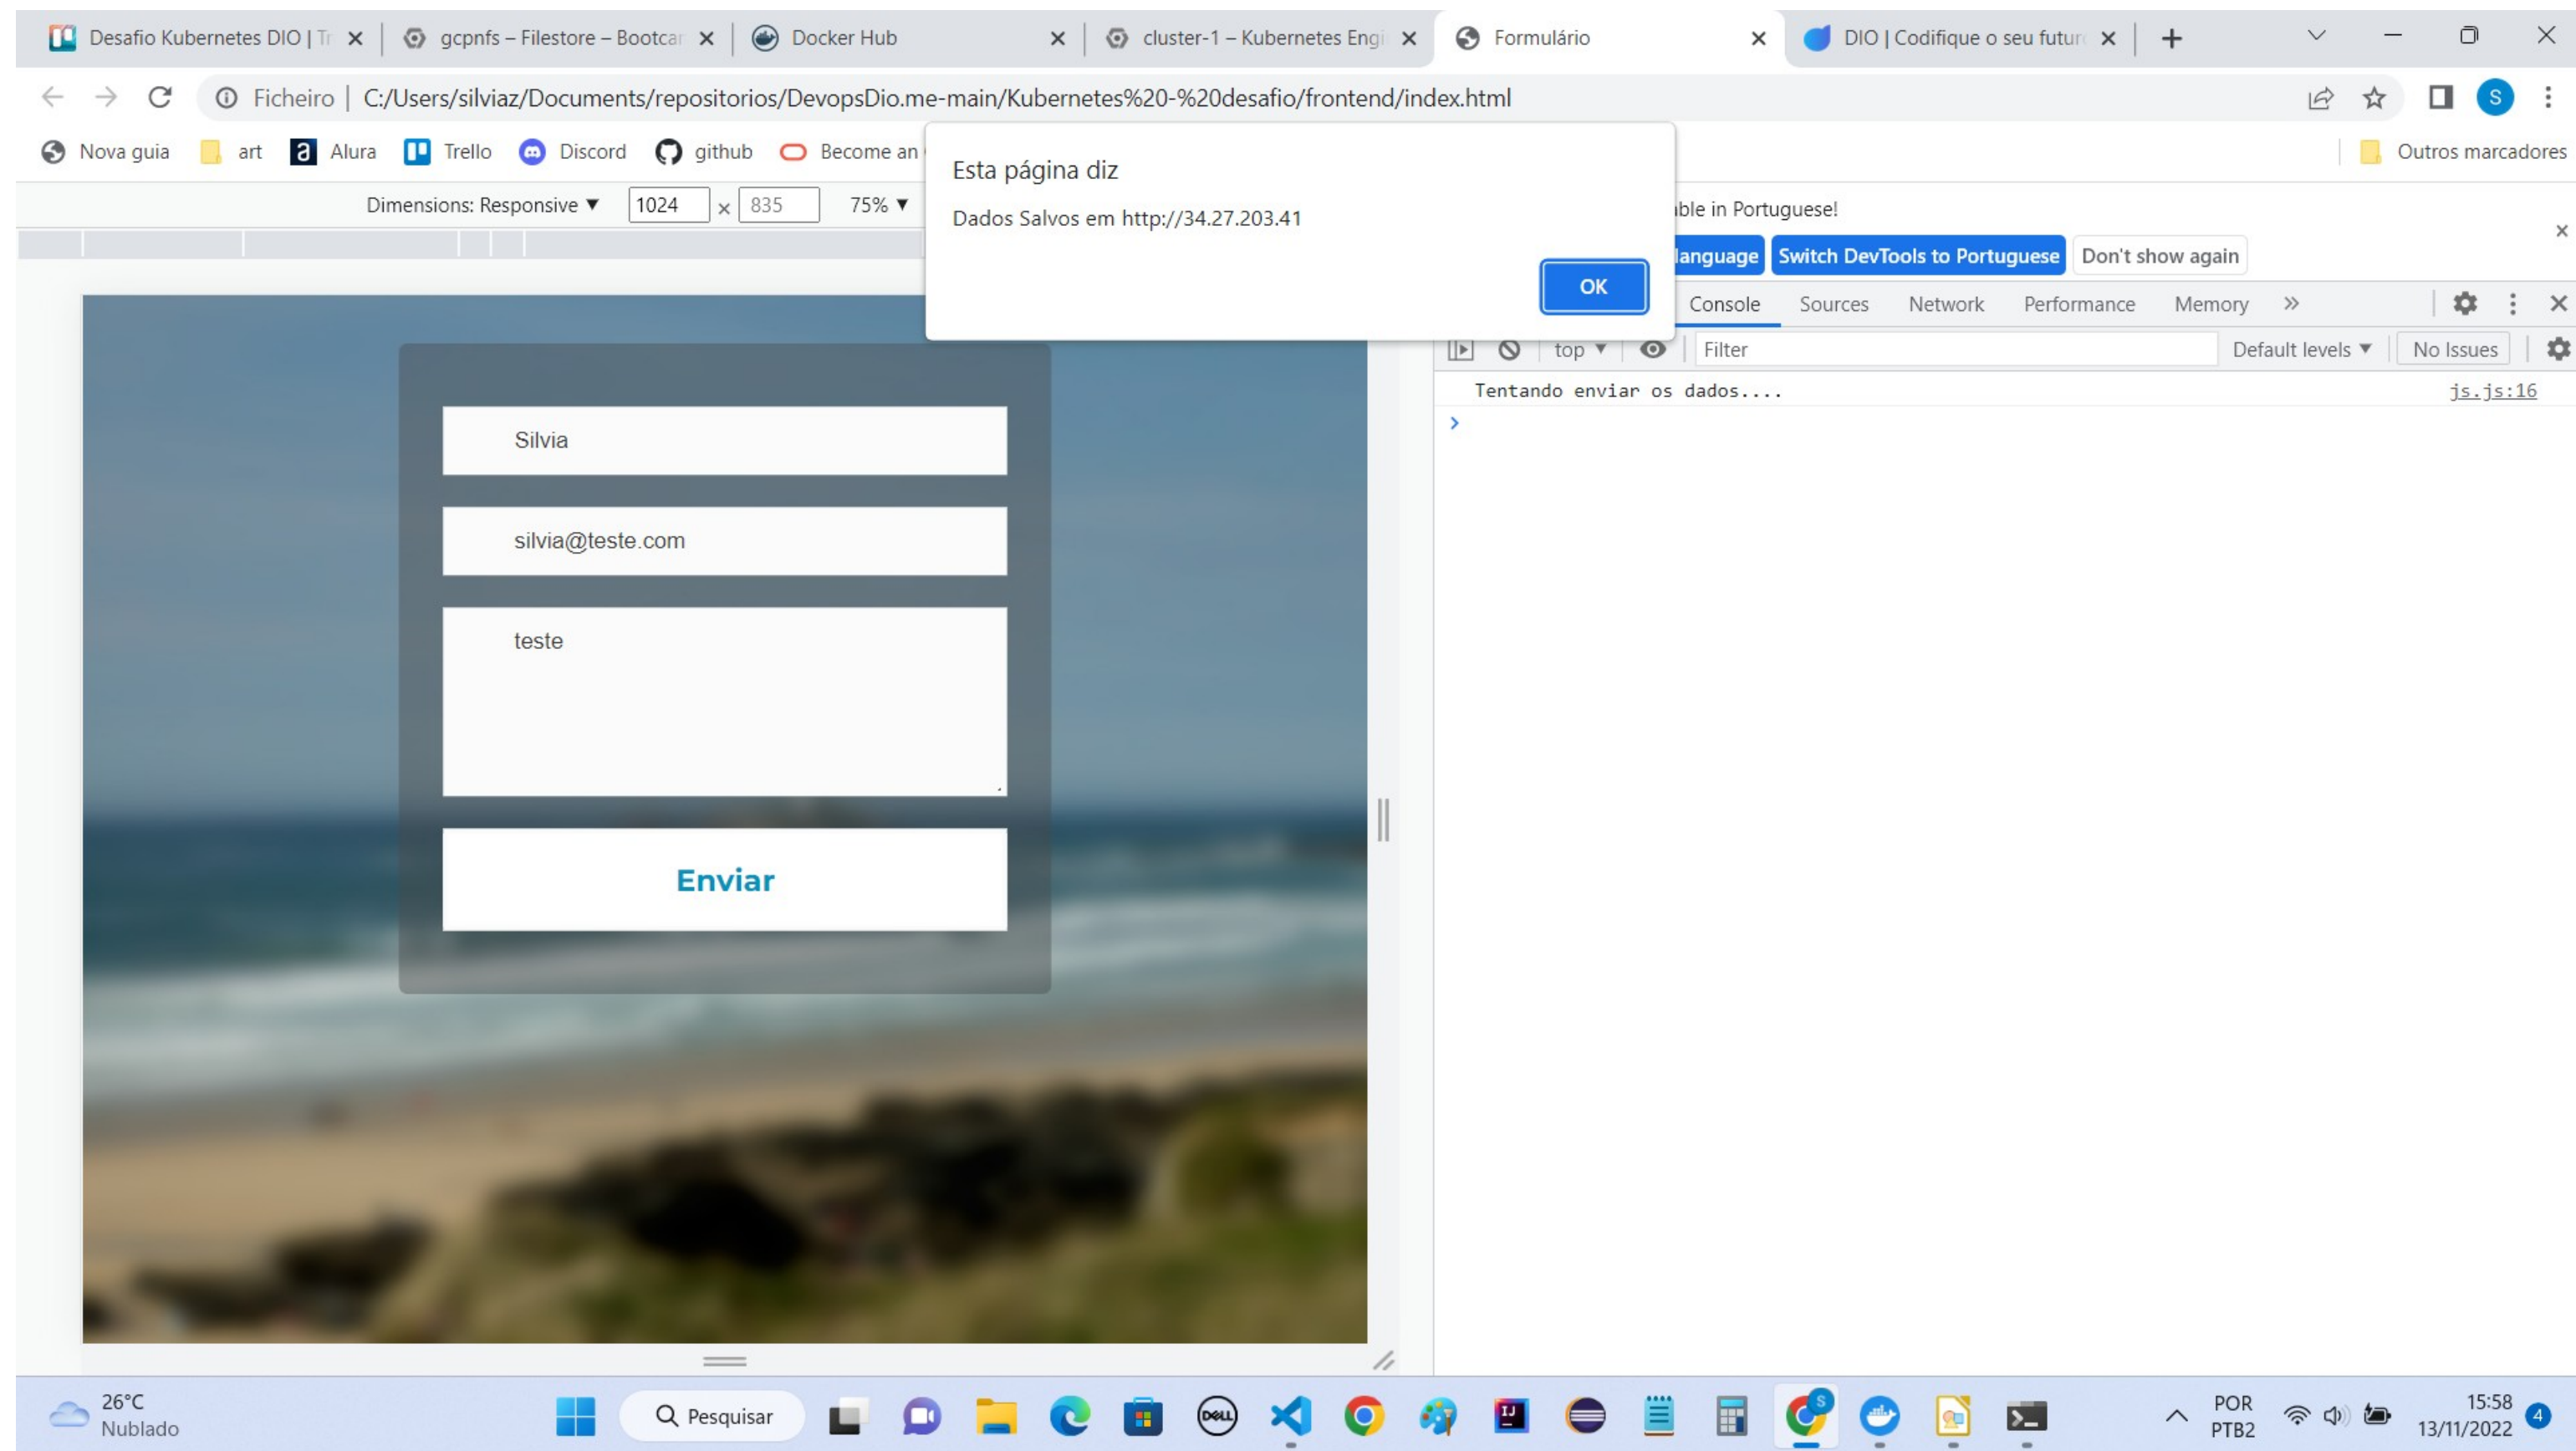 Desafio Kubernetes DIO | Tr
gcpnfs – Filestore – Bootcar
Docker Hub
cluster-1 – Kubernetes Engi
Formulário
DIO | Codifique o seu futur
Ficheiro | C:/Users/silviaz/Documents/repositorios/DevopsDio.me-main/Kubernetes%20-%20desafio/frontend/index.html
S
Nova guia art a Alura Trello Discord github Become an
Outros marcadores
Esta página diz
Dados Salvos em http://34.27.203.41
OK
Dimensions: Responsive ▼ 1024 × 835 75% ▼
ble in Portuguese!
language Switch DevTools to Portuguese Don't show again
Console Sources Network Performance Memory »
top ▼ Filter Default levels ▼ No Issues
Tentando enviar os dados.... js.js:16
Silvia
silvia@teste.com
teste
Enviar
26°C
Nublado
Pesquisar
DELL
IJ
S
POR
PTB2
15:58
13/11/2022
4